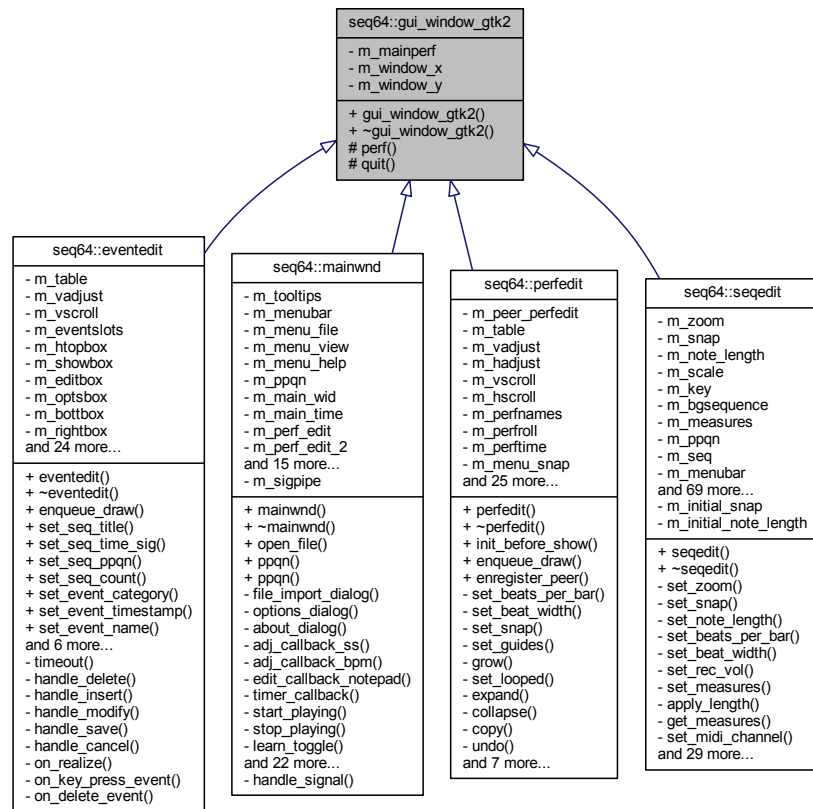 seq64::gui_window_gtk2
- m_mainperf
- m_window_x
- m_window_y
+ gui_window_gtk2()
+ ~gui_window_gtk2()
# perf()
# quit()
seq64::eventedit
- m_table
- m_vadjust
- m_vscroll
- m_eventslots
- m_htopbox
- m_showbox
- m_editbox
- m_optsbox
- m_bottbox
- m_rightbox
and 24 more...
+ eventedit()
+ ~eventedit()
+ enqueue_draw()
+ set_seq_title()
+ set_seq_time_sig()
+ set_seq_ppqn()
+ set_seq_count()
+ set_event_category()
+ set_event_timestamp()
+ set_event_name()
and 6 more...
- timeout()
- handle_delete()
- handle_insert()
- handle_modify()
- handle_save()
- handle_cancel()
- on_realize()
- on_key_press_event()
- on_delete_event()
seq64::mainwnd
- m_tooltips
- m_menubar
- m_menu_file
- m_menu_view
- m_menu_help
- m_ppqn
- m_main_wid
- m_main_time
- m_perf_edit
- m_perf_edit_2
and 15 more...
- m_sigpipe
+ mainwnd()
+ ~mainwnd()
+ open_file()
+ ppqn()
+ ppqn()
- file_import_dialog()
- options_dialog()
- about_dialog()
- adj_callback_ss()
- adj_callback_bpm()
- edit_callback_notepad()
- timer_callback()
- start_playing()
- stop_playing()
- learn_toggle()
and 22 more...
- handle_signal()
seq64::perfedit
- m_peer_perfedit
- m_table
- m_vadjust
- m_hadjust
- m_vscroll
- m_hscroll
- m_perfnames
- m_perfroll
- m_perftime
- m_menu_snap
and 25 more...
+ perfedit()
+ ~perfedit()
+ init_before_show()
+ enqueue_draw()
+ enregister_peer()
- set_beats_per_bar()
- set_beat_width()
- set_snap()
- set_guides()
- grow()
- set_looped()
- expand()
- collapse()
- copy()
- undo()
and 7 more...
seq64::seqedit
- m_zoom
- m_snap
- m_note_length
- m_scale
- m_key
- m_bgsequence
- m_measures
- m_ppqn
- m_seq
- m_menubar
and 69 more...
- m_initial_snap
- m_initial_note_length
+ seqedit()
+ ~seqedit()
- set_zoom()
- set_snap()
- set_note_length()
- set_beats_per_bar()
- set_beat_width()
- set_rec_vol()
- set_measures()
- apply_length()
- get_measures()
- set_midi_channel()
and 29 more...